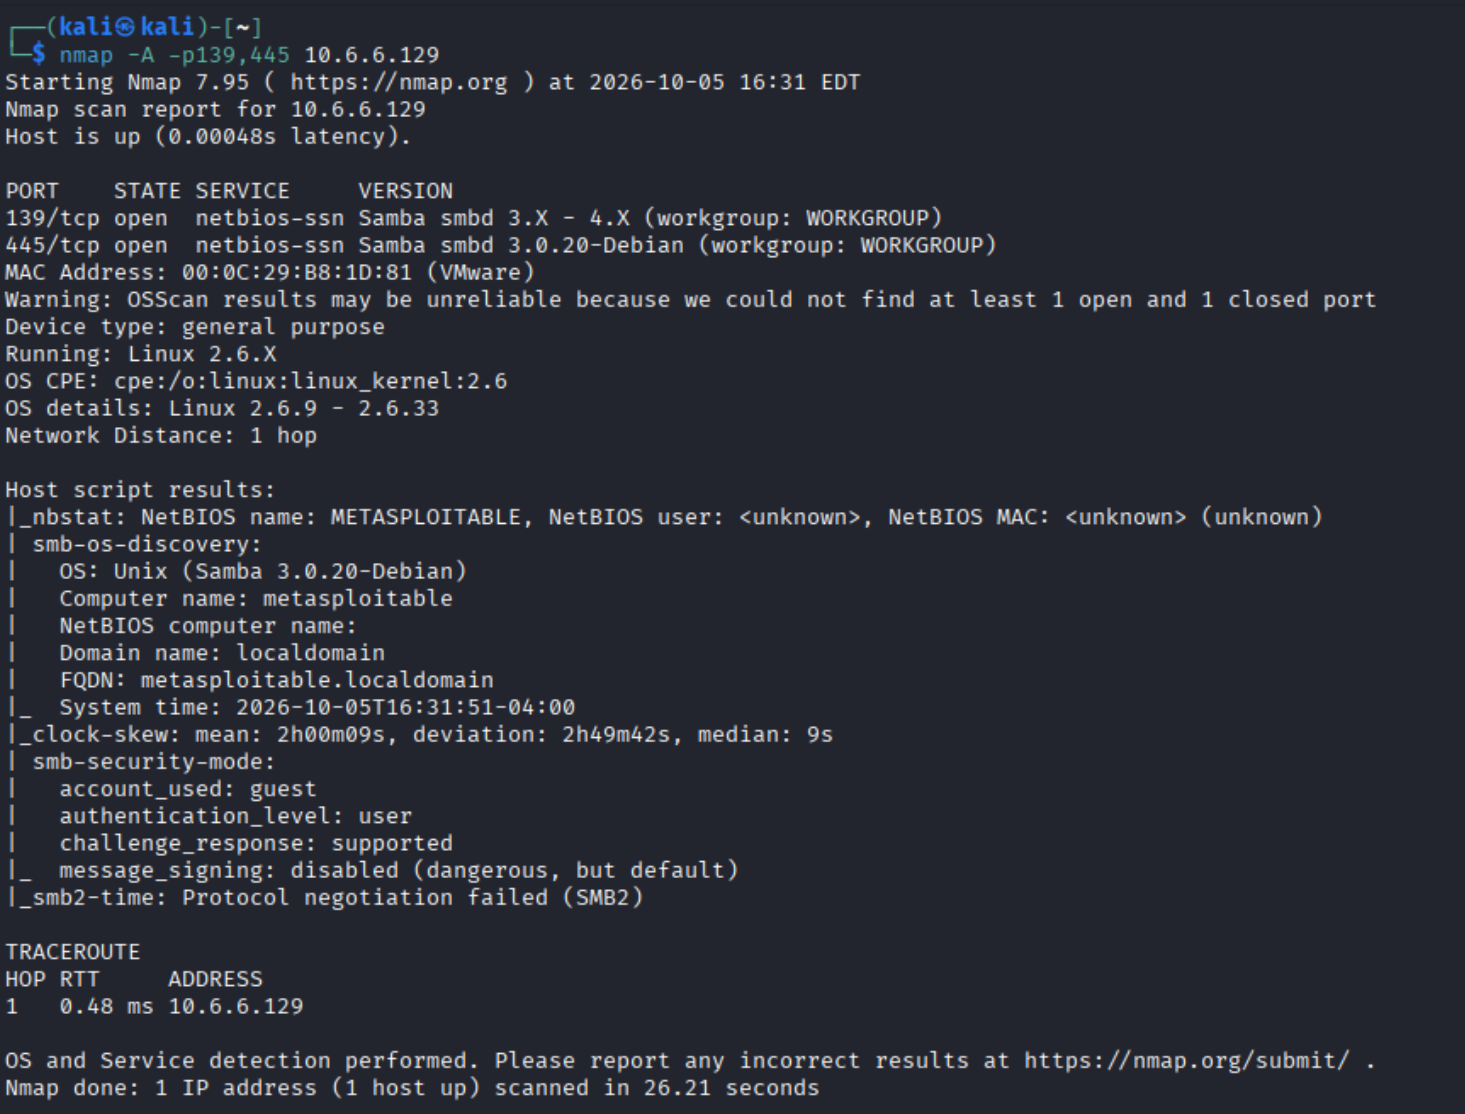 ┌──(kali㉿kali)-[~]
└─$ nmap -A -p139,445 10.6.6.129
Starting Nmap 7.95 ( https://nmap.org ) at 2026-10-05 16:31 EDT
Nmap scan report for 10.6.6.129
Host is up (0.00048s latency).

PORT    STATE SERVICE     VERSION
139/tcp open  netbios-ssn Samba smbd 3.X - 4.X (workgroup: WORKGROUP)
445/tcp open  netbios-ssn Samba smbd 3.0.20-Debian (workgroup: WORKGROUP)
MAC Address: 00:0C:29:B8:1D:81 (VMware)
Warning: OSScan results may be unreliable because we could not find at least 1 open and 1 closed port
Device type: general purpose
Running: Linux 2.6.X
OS CPE: cpe:/o:linux:linux_kernel:2.6
OS details: Linux 2.6.9 - 2.6.33
Network Distance: 1 hop

Host script results:
|_nbstat: NetBIOS name: METASPLOITABLE, NetBIOS user: <unknown>, NetBIOS MAC: <unknown> (unknown)
| smb-os-discovery:
|   OS: Unix (Samba 3.0.20-Debian)
|   Computer name: metasploitable
|   NetBIOS computer name:
|   Domain name: localdomain
|   FQDN: metasploitable.localdomain
|_  System time: 2026-10-05T16:31:51-04:00
|_clock-skew: mean: 2h00m09s, deviation: 2h49m42s, median: 9s
| smb-security-mode:
|   account_used: guest
|   authentication_level: user
|   challenge_response: supported
|_  message_signing: disabled (dangerous, but default)
|_smb2-time: Protocol negotiation failed (SMB2)

TRACEROUTE
HOP RTT     ADDRESS
1   0.48 ms 10.6.6.129

OS and Service detection performed. Please report any incorrect results at https://nmap.org/submit/ .
Nmap done: 1 IP address (1 host up) scanned in 26.21 seconds